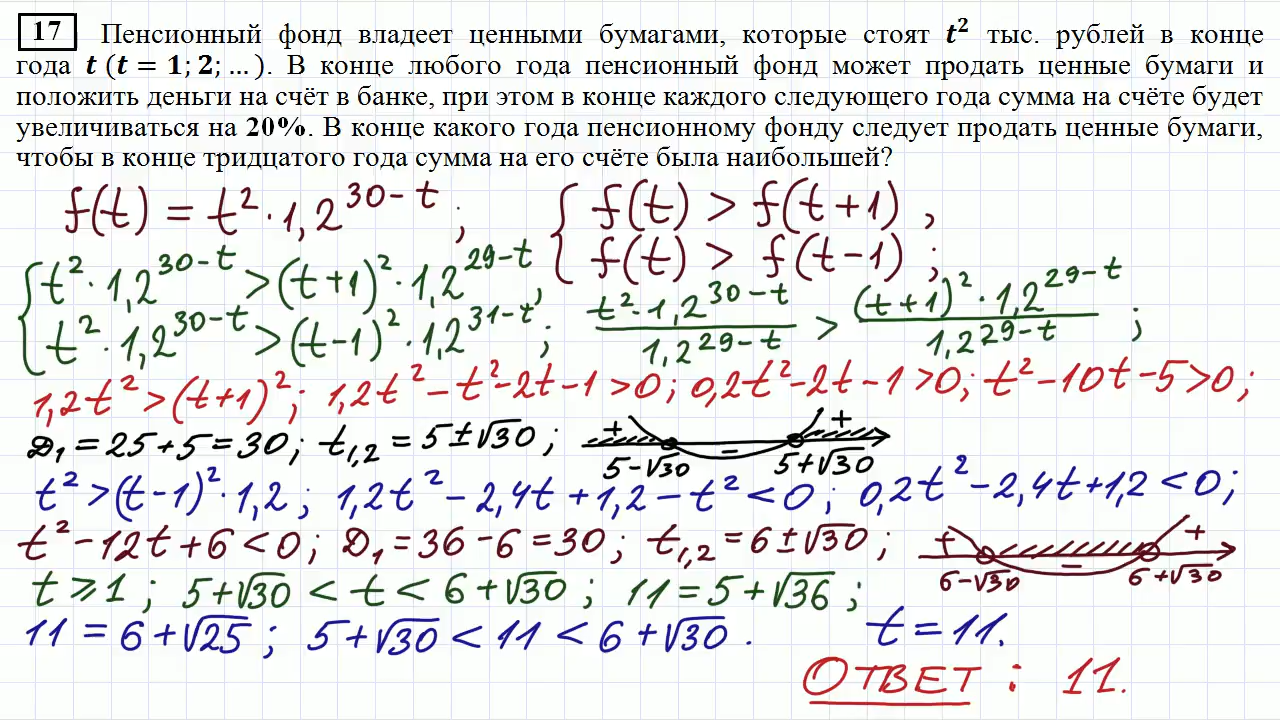 17 Пенсионный фонд владеет ценными бумагами, которые стоят t² тыс. рублей в конце
года t (t = 1; 2; ...). В конце любого года пенсионный фонд может продать ценные бумаги и
положить деньги на счёт в банке, при этом в конце каждого следующего года сумма на счёте будет
увеличиваться на 20%. В конце какого года пенсионному фонду следует продать ценные бумаги,
чтобы в конце тридцатого года сумма на его счёте была наибольшей?
f(t) = t² · 1,2^(30-t);
{ f(t) > f(t+1),
f(t) > f(t-1);
{ t² · 1,2^(30-t) > (t+1)² · 1,2^(29-t),
t² · 1,2^(30-t) > (t-1)² · 1,2^(31-t);
(t² · 1,2^(30-t))/(1,2^(29-t)) > ((t+1)² · 1,2^(29-t))/(1,2^(29-t));
1,2t² > (t+1)²; 1,2t² - t² - 2t - 1 > 0; 0,2t² - 2t - 1 > 0; t² - 10t - 5 > 0;
D₁ = 25 + 5 = 30; t₁,₂ = 5 ± √30; + - +
5-√30 5+√30
t² > (t-1)² · 1,2; 1,2t² - 2,4t + 1,2 - t² < 0; 0,2t² - 2,4t + 1,2 < 0;
t² - 12t + 6 < 0; D₁ = 36 - 6 = 30; t₁,₂ = 6 ± √30; + - +
6-√30 6+√30
t ⩾ 1; 5 + √30 < t < 6 + √30; 11 = 5 + √36;
11 = 6 + √25; 5 + √30 < 11 < 6 + √30. t = 11.
ОТВЕТ: 11.